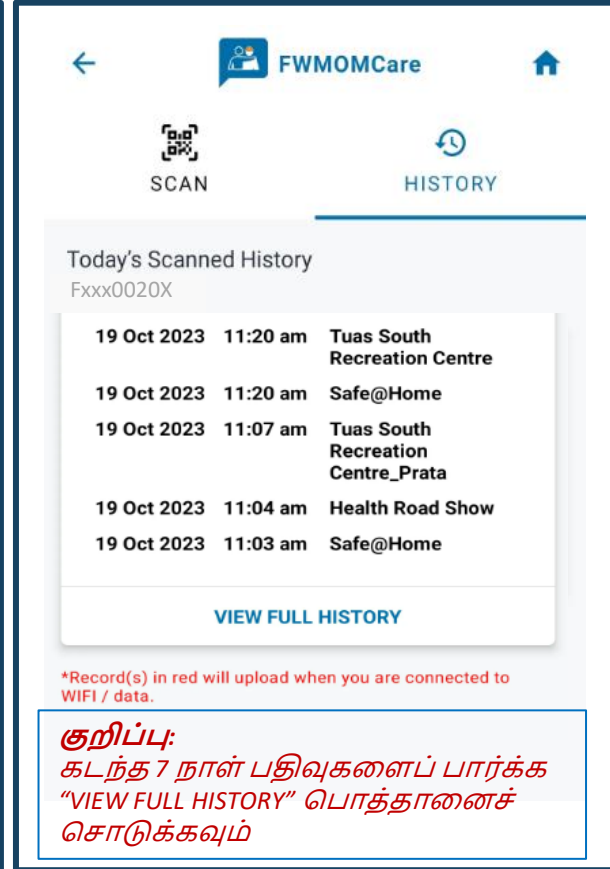 FWMOMCare
SCAN
HISTORY
Today's Scanned History
Fxxx0020X
19 Oct 2023 11:20 am Tuas South
Recreation Centre
19 Oct 2023 11:20 am Safe@Home
19 Oct 2023 11:07 am Tuas South
Recreation
Centre_Prata
19 Oct 2023 11:04 am Health Road Show
19 Oct 2023 11:03 am Safe@Home
VIEW FULL HISTORY
*Record(s) in red will upload when you are connected to
WIFI / data.
குறிப்பு:
கடந்த 7 நாள் பதிவுகளைப் பார்க்க
“VIEW FULL HISTORY” பொத்தானைச்
சொடுக்கவும்